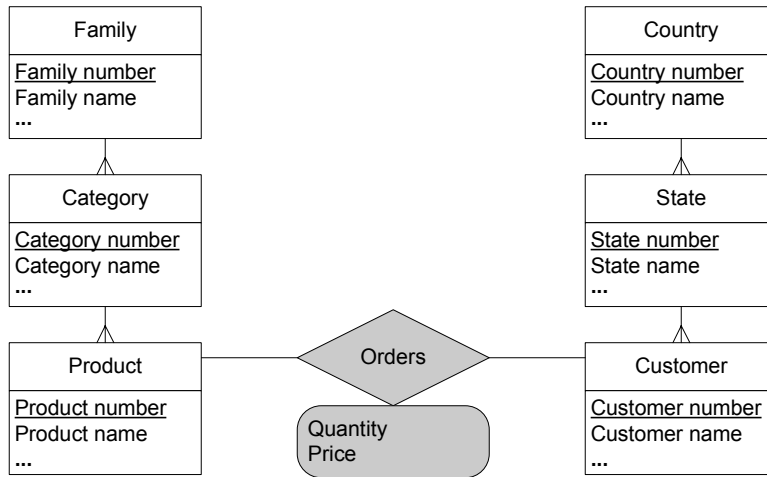 Family
Family number
Family name
...
Country
Country number
Country name
...
Category
Category number
Category name
...
State
State number
State name
...
Product
Product number
Product name
...
Orders
Quantity
Price
Customer
Customer number
Customer name
...